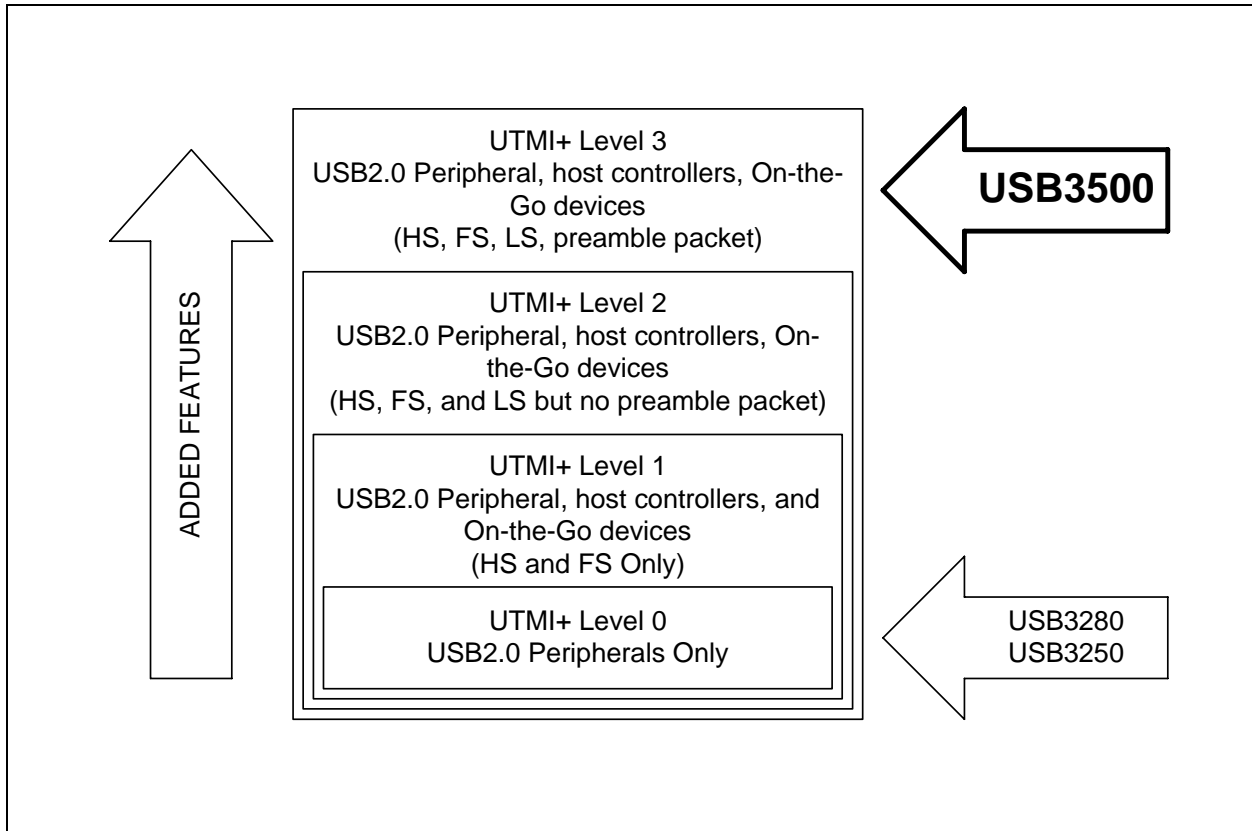 UTMI+ Level 3
USB2.0 Peripheral, host controllers, On-the-
Go devices
(HS, FS, LS, preamble packet)
USB3500
UTMI+ Level 2
USB2.0 Peripheral, host controllers, On-
the-Go devices
(HS, FS, and LS but no preamble packet)
ADDED FEATURES
UTMI+ Level 1
USB2.0 Peripheral, host controllers, and
On-the-Go devices
(HS and FS Only)
UTMI+ Level 0
USB2.0 Peripherals Only
USB3280
USB3250